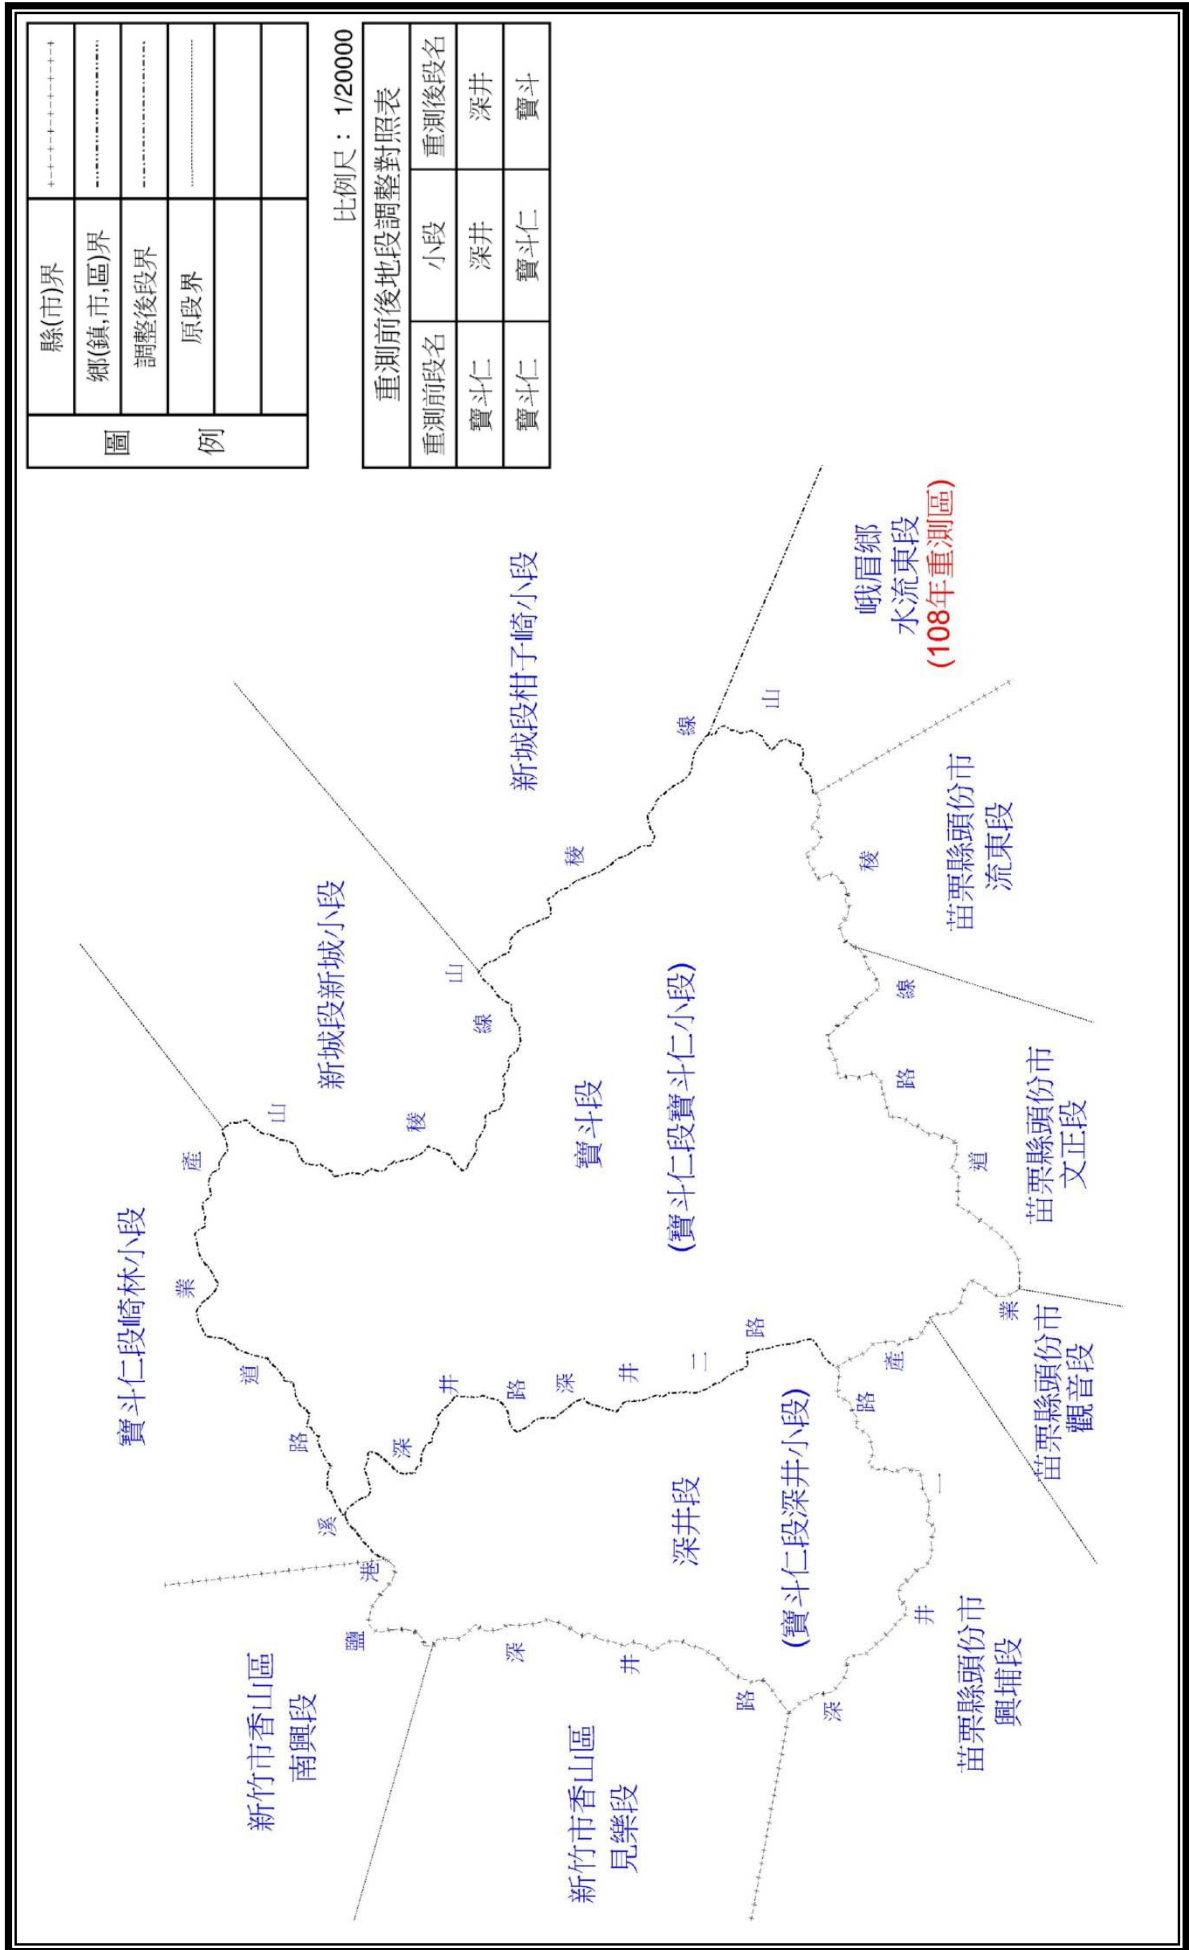 圖例
縣(市)界
鄉(鎮,市,區)界
調整後段界
原段界
比例尺：1/20000
重測前後地段調整對照表
重測前段名 小段 重測後段名
寶斗仁 深井 深井
寶斗仁 寶斗仁 寶斗
寶斗仁段崎林小段
新城段新城小段
新城段柑子崎小段
峨眉鄉
水流東段
(108年重測區)
新竹市香山區
南興段
新竹市香山區
見樂段
寶斗段
(寶斗仁段寶斗仁小段)
深井段
(寶斗仁段深井小段)
苗栗縣頭份市
興埔段
苗栗縣頭份市
觀音段
苗栗縣頭份市
文正段
苗栗縣頭份市
流東段
鹽港溪
路道業產
山稜線
山稜線
山稜線
深井路
深井二路
深井路
深井一路
產業道路